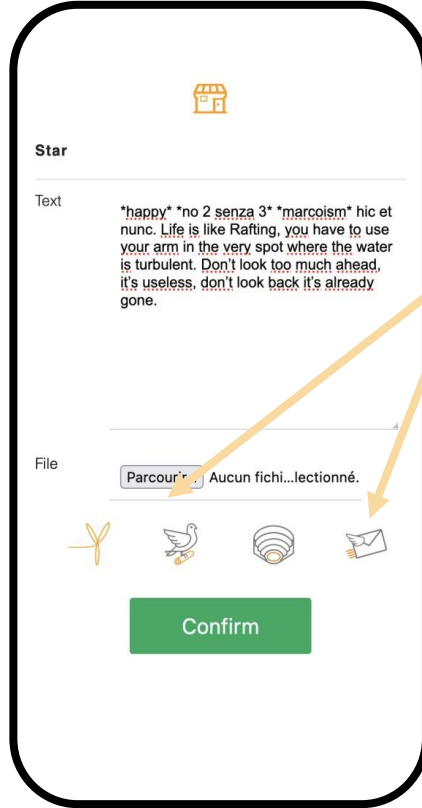 Star
Text
*happy* *no 2 senza 3* *marcoism* hic et
nunc. Life is like Rafting, you have to use
your arm in the very spot where the water
is turbulent. Don't look too much ahead,
it's useless, don't look back it's already
gone.
File
Aucun fichi...lectionné.
Confirm